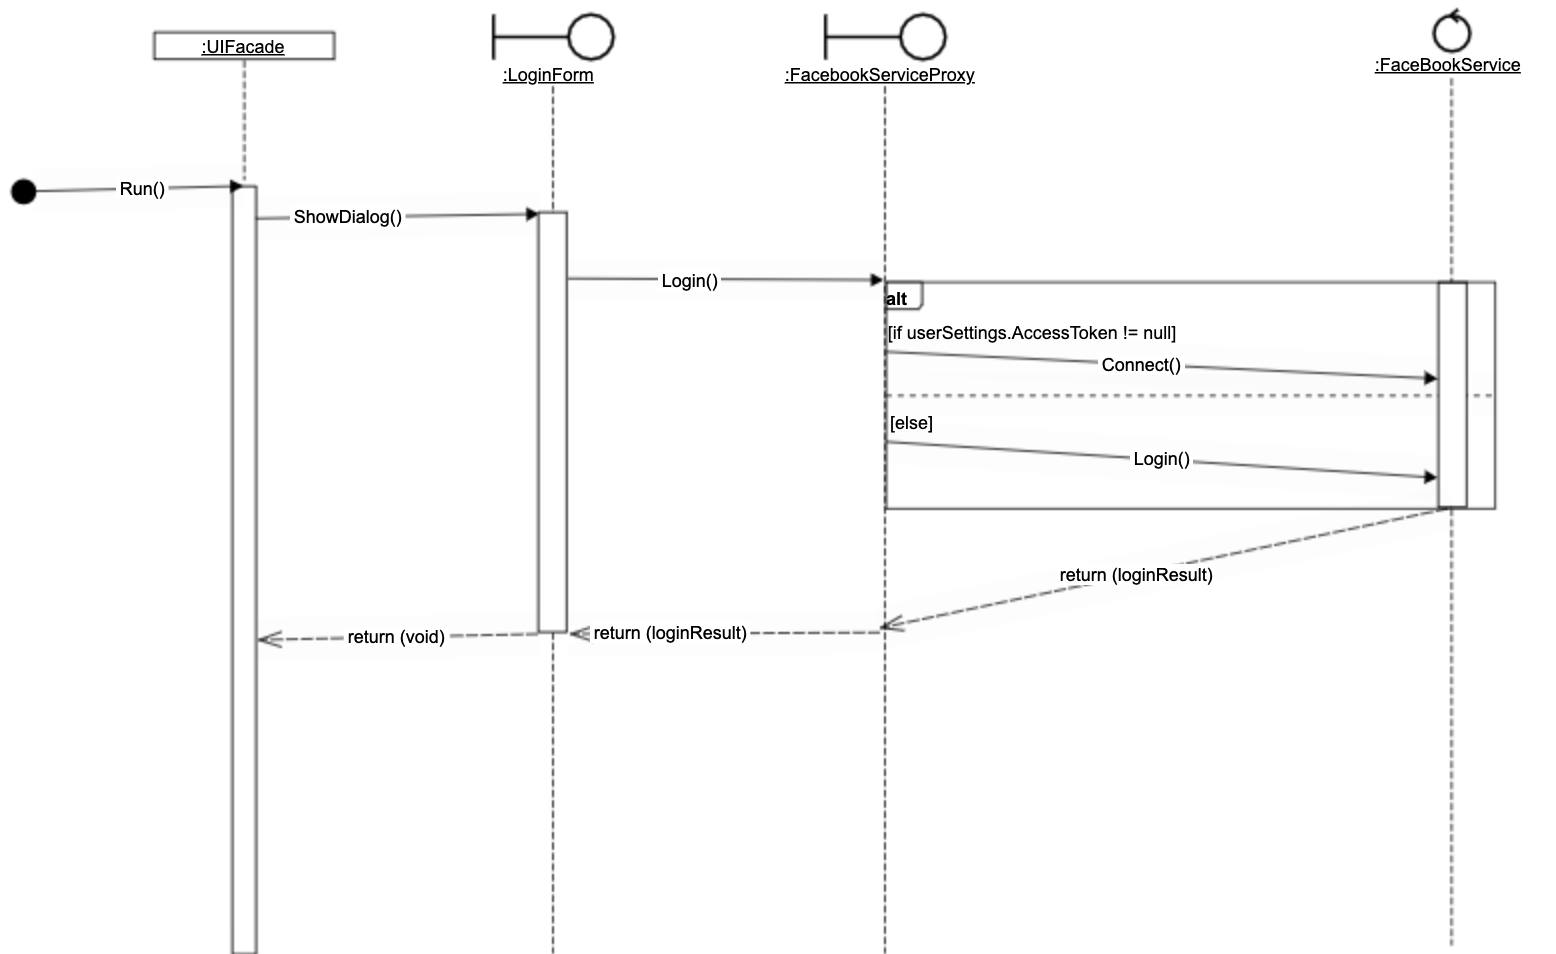 :UIFacade
:LoginForm
:FacebookServiceProxy
:FaceBookService
Run()
ShowDialog()
Login()
alt
[if userSettings.AccessToken != null]
Connect()
[else]
Login()
return (loginResult)
return (loginResult)
return (void)